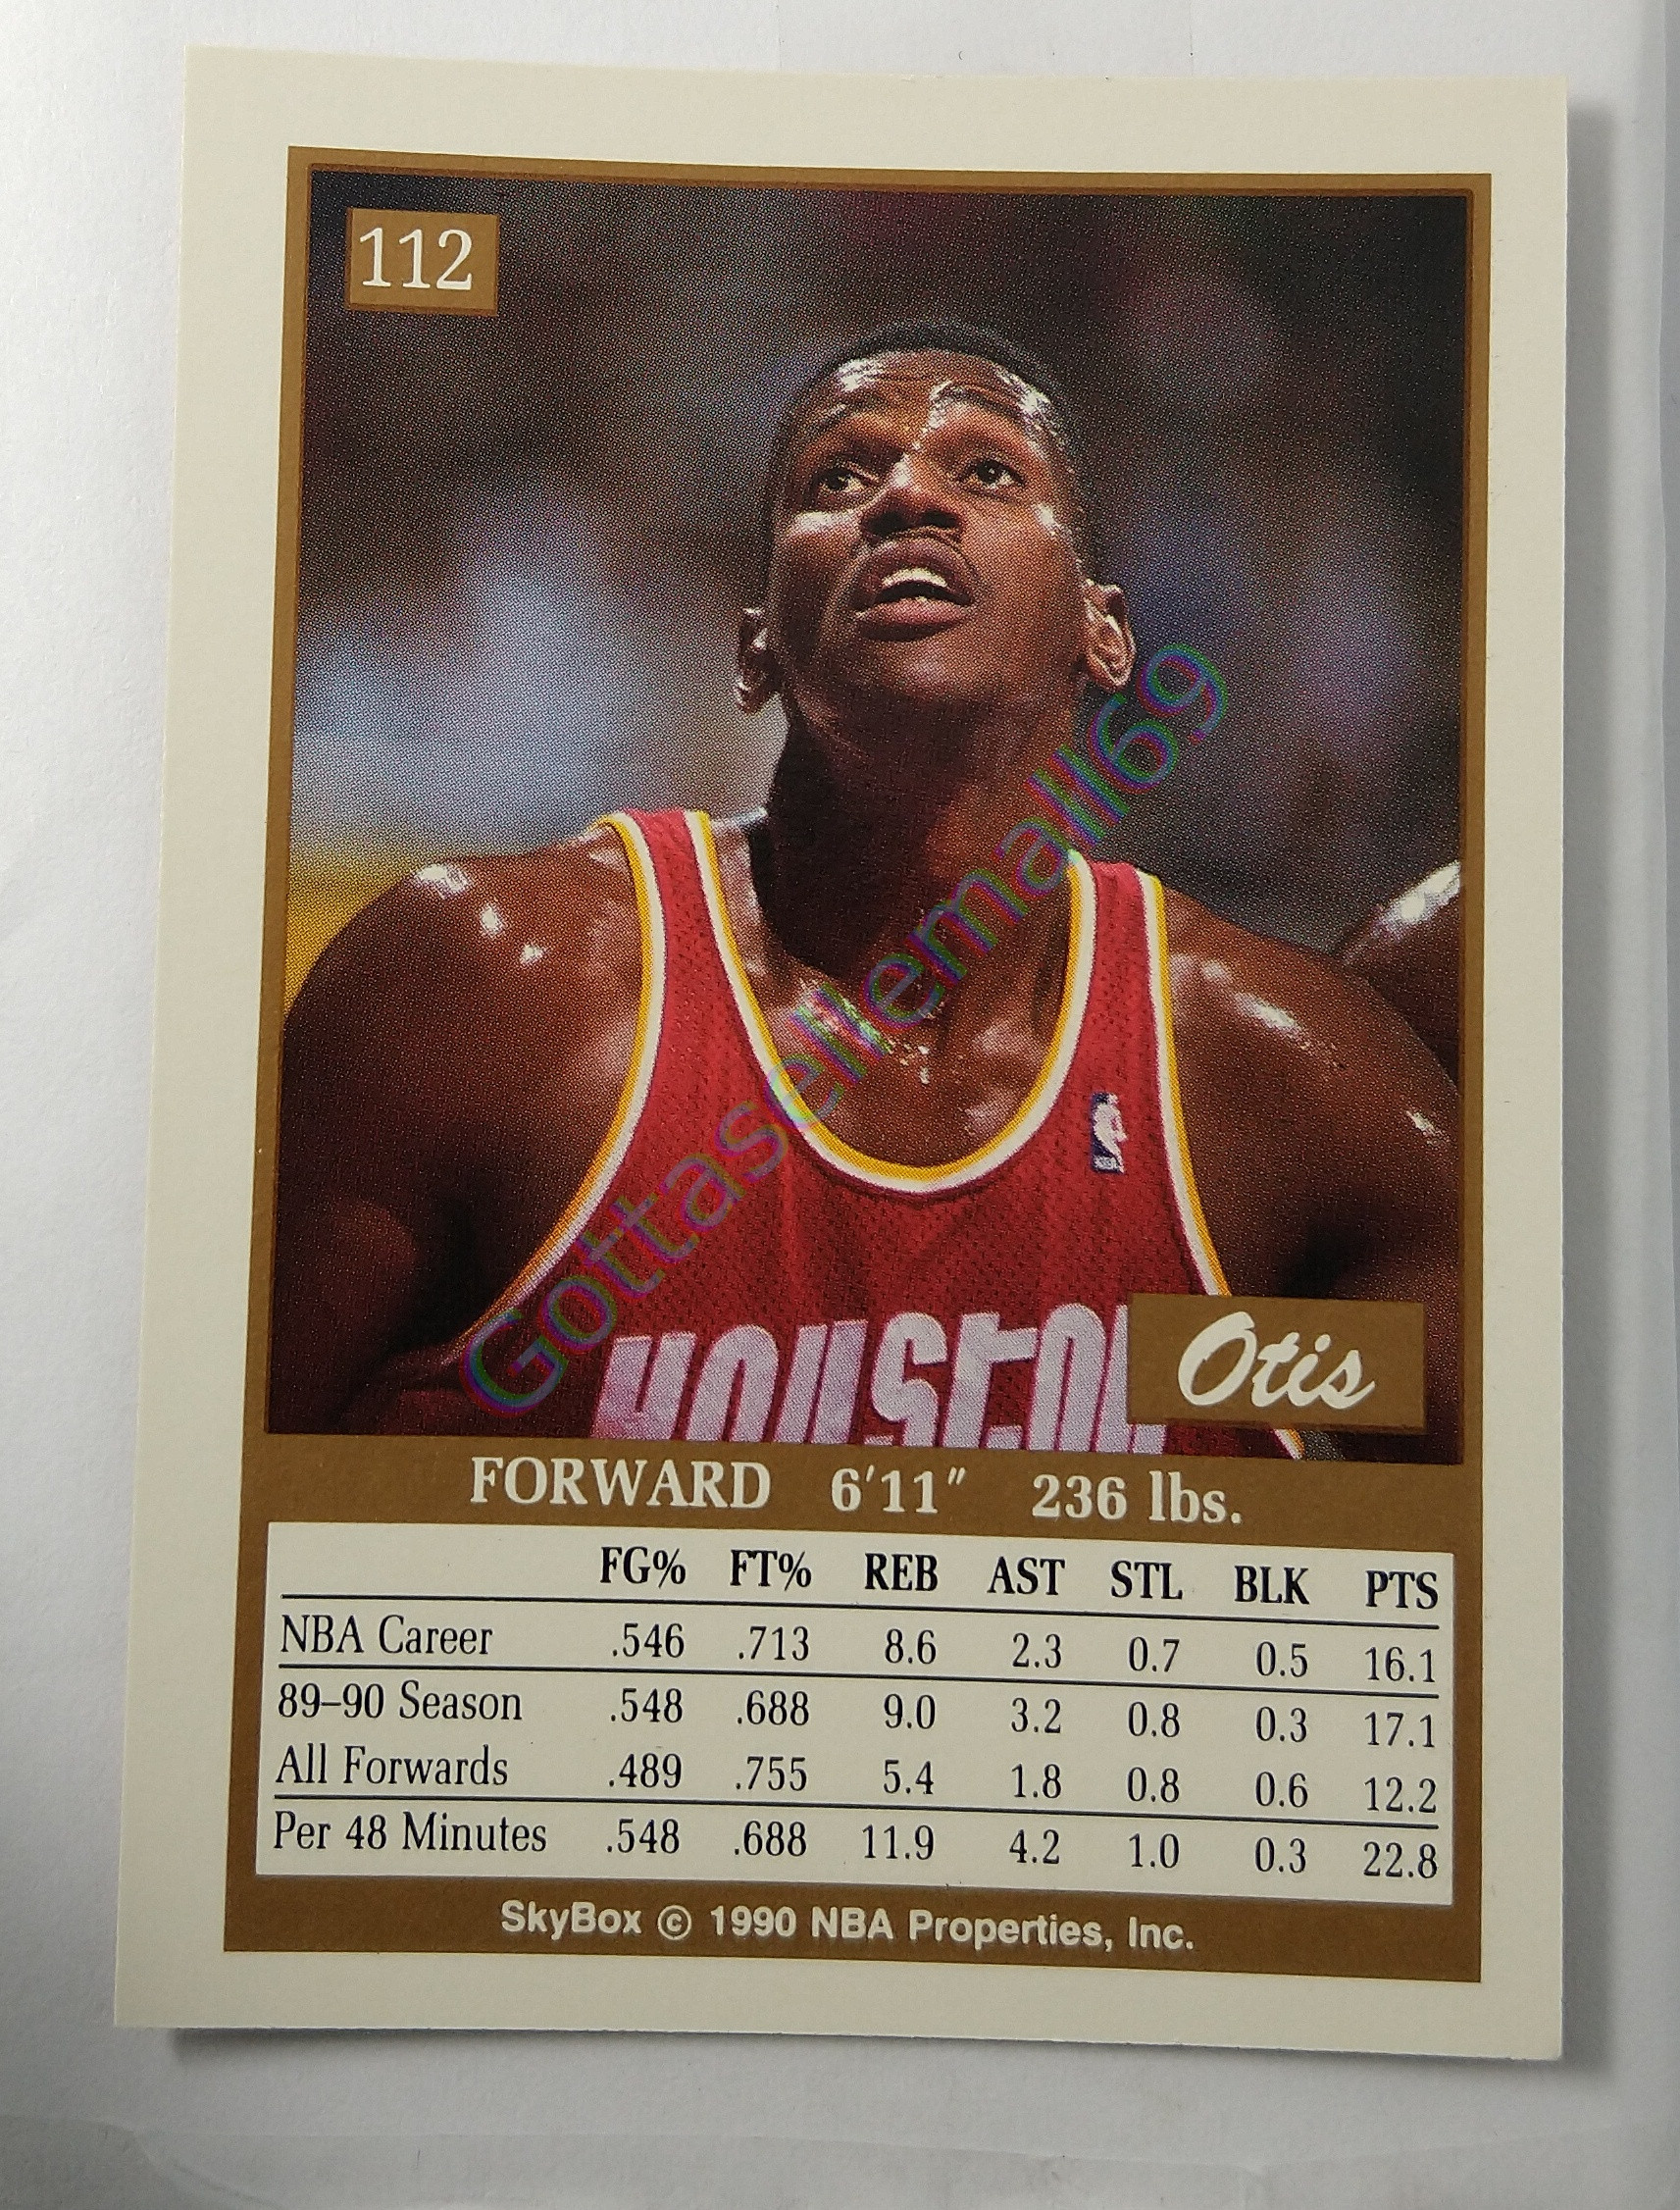 112
Gottasellemall69
HOUSTON
Otis
FORWARD 6'11" 236 lbs.
FG% FT% REB AST STL BLK PTS
NBA Career .546 .713 8.6 2.3 0.7 0.5 16.1
89–90 Season .548 .688 9.0 3.2 0.8 0.3 17.1
All Forwards .489 .755 5.4 1.8 0.8 0.6 12.2
Per 48 Minutes .548 .688 11.9 4.2 1.0 0.3 22.8
SkyBox © 1990 NBA Properties, Inc.